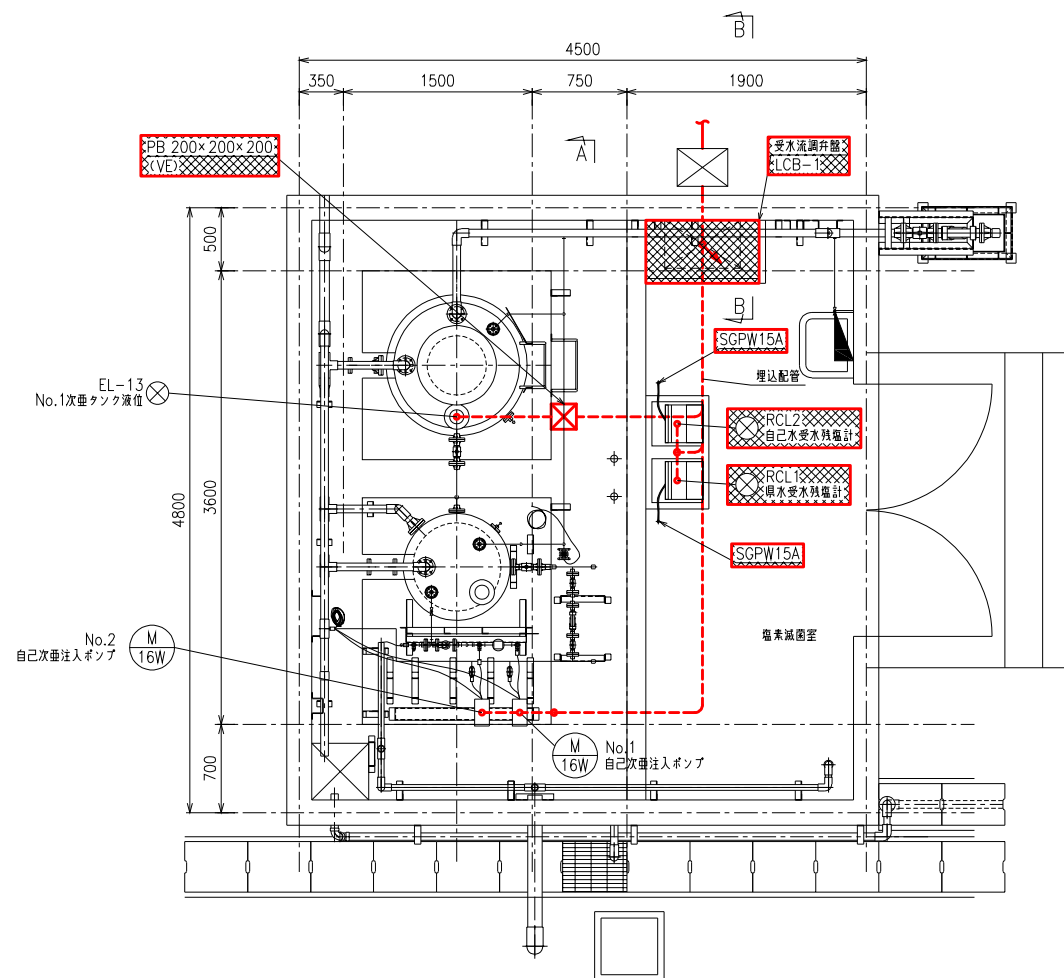 B
4500
350
1500
750
1900
PB 200×200×200
(VE)
A
受水流調弁盤
LCB-1
500
B
SGPW15A
埋込配管
EL-13
No.1次亜タンク液位
RCL2
自己水受水残塩計
RCL1
県水受水残塩計
4800
3600
SGPW15A
No.2
自己次亜注入ポンプ
M
16W
塩素滅菌室
M
16W
No.1
自己次亜注入ポンプ
700